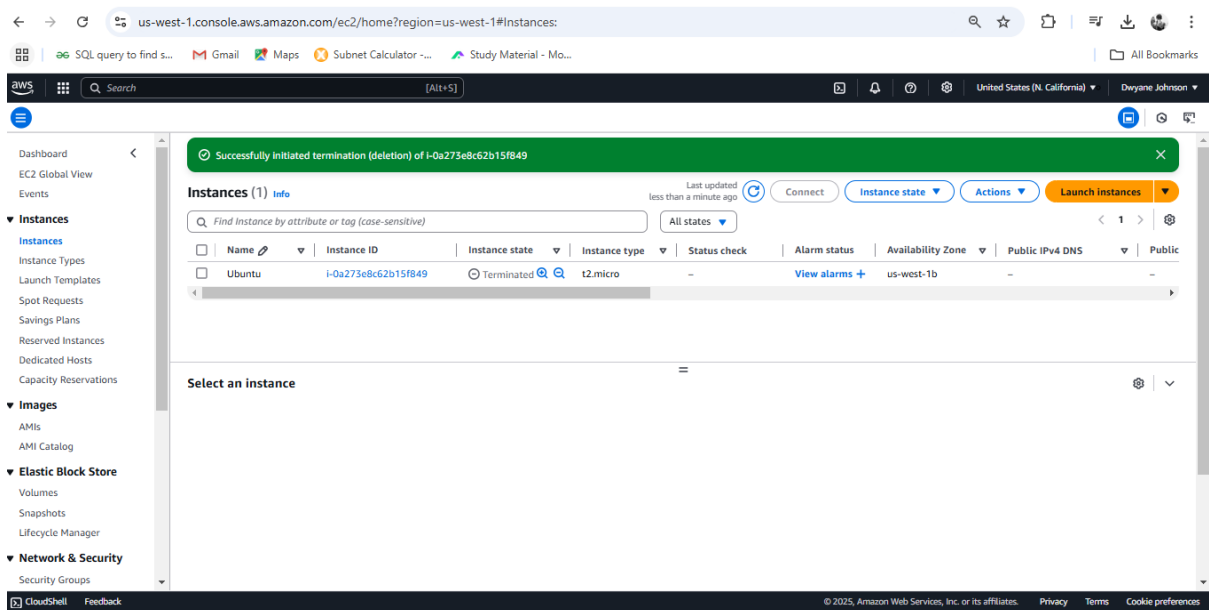 us-west-1.console.aws.amazon.com/ec2/home?region=us-west-1#Instances:
SQL query to find s... Gmail Maps Subnet Calculator -... Study Material - Mo... All Bookmarks
aws Search [Alt+S] United States (N. California) Dwyane Johnson
Dashboard
EC2 Global View
Events
Instances
Instances
Instance Types
Launch Templates
Spot Requests
Savings Plans
Reserved Instances
Dedicated Hosts
Capacity Reservations
Images
AMIs
AMI Catalog
Elastic Block Store
Volumes
Snapshots
Lifecycle Manager
Network & Security
Security Groups
Successfully initiated termination (deletion) of i-0a273e8c62b15f849
Instances (1) Info
Last updated
less than a minute ago
Connect Instance state Actions Launch instances
Find Instance by attribute or tag (case-sensitive) All states 1
Name Instance ID Instance state Instance type Status check Alarm status Availability Zone Public IPv4 DNS Public
Ubuntu i-0a273e8c62b15f849 Terminated t2.micro – View alarms + us-west-1b – –
Select an instance
CloudShell Feedback © 2025, Amazon Web Services, Inc. or its affiliates. Privacy Terms Cookie preferences